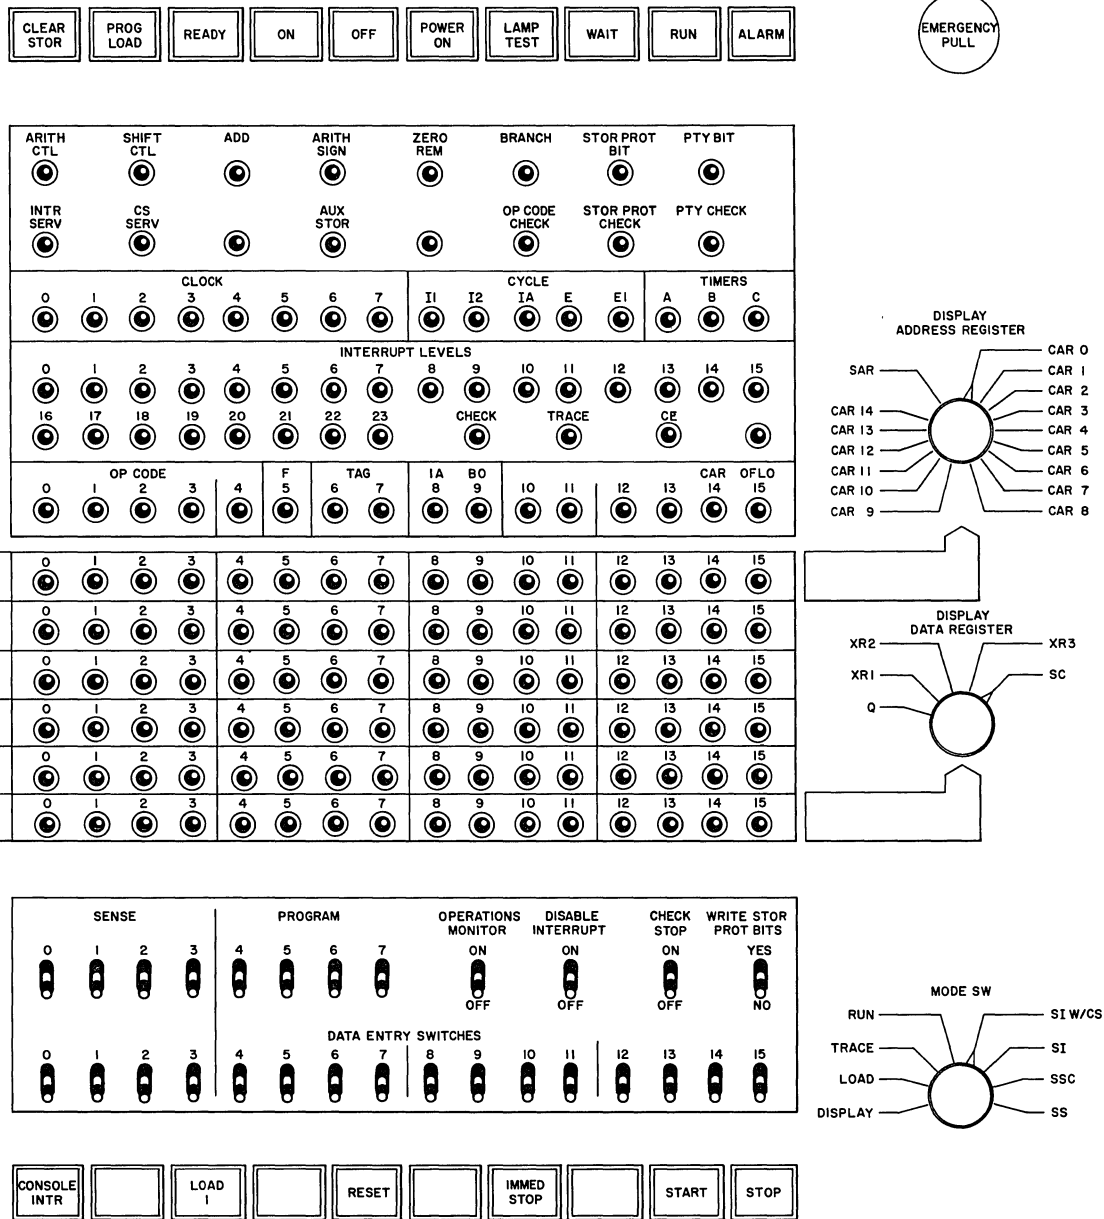 CLEAR STOR PROG LOAD READY ON OFF POWER ON LAMP TEST WAIT RUN ALARM
EMERGENCY PULL
ARITH CTL SHIFT CTL ADD ARITH SIGN ZERO REM BRANCH STOR PROT BIT PTY BIT
INTR SERV CS SERV AUX STOR OP CODE CHECK STOR PROT CHECK PTY CHECK
CLOCK CYCLE TIMERS
0 1 2 3 4 5 6 7 I1 I2 IA E E1 A B C
INTERRUPT LEVELS
0 1 2 3 4 5 6 7 8 9 10 11 12 13 14 15
16 17 18 19 20 21 22 23 CHECK TRACE CE
OP CODE F TAG IA BO CAR OFLO
0 1 2 3 4 5 6 7 8 9 10 11 12 13 14 15
0 1 2 3 4 5 6 7 8 9 10 11 12 13 14 15
0 1 2 3 4 5 6 7 8 9 10 11 12 13 14 15
0 1 2 3 4 5 6 7 8 9 10 11 12 13 14 15
0 1 2 3 4 5 6 7 8 9 10 11 12 13 14 15
0 1 2 3 4 5 6 7 8 9 10 11 12 13 14 15
0 1 2 3 4 5 6 7 8 9 10 11 12 13 14 15
DISPLAY
ADDRESS REGISTER
CAR 0
SAR CAR 1
CAR 2
CAR 14 CAR 3
CAR 13 CAR 4
CAR 12 CAR 5
CAR 11 CAR 6
CAR 10 CAR 7
CAR 9 CAR 8
DISPLAY
DATA REGISTER
XR2 XR3
XR1 SC
Q
SENSE PROGRAM OPERATIONS MONITOR DISABLE INTERRUPT CHECK STOP WRITE STOR PROT BITS
0 1 2 3 4 5 6 7 ON ON ON YES
OFF OFF OFF NO
DATA ENTRY SWITCHES
0 1 2 3 4 5 6 7 8 9 10 11 12 13 14 15
MODE SW
RUN SI W/CS
TRACE SI
LOAD SSC
DISPLAY SS
CONSOLE INTR LOAD 1 RESET IMMED STOP START STOP